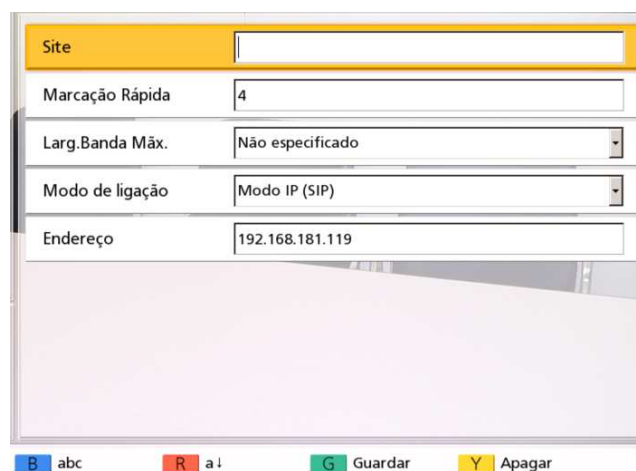 Site
Marcação Rápida 4
Larg.Banda Mãx. Não especificado
Modo de ligação Modo IP (SIP)
Endereço 192.168.181.119
B abc R a↓ G Guardar Y Apagar